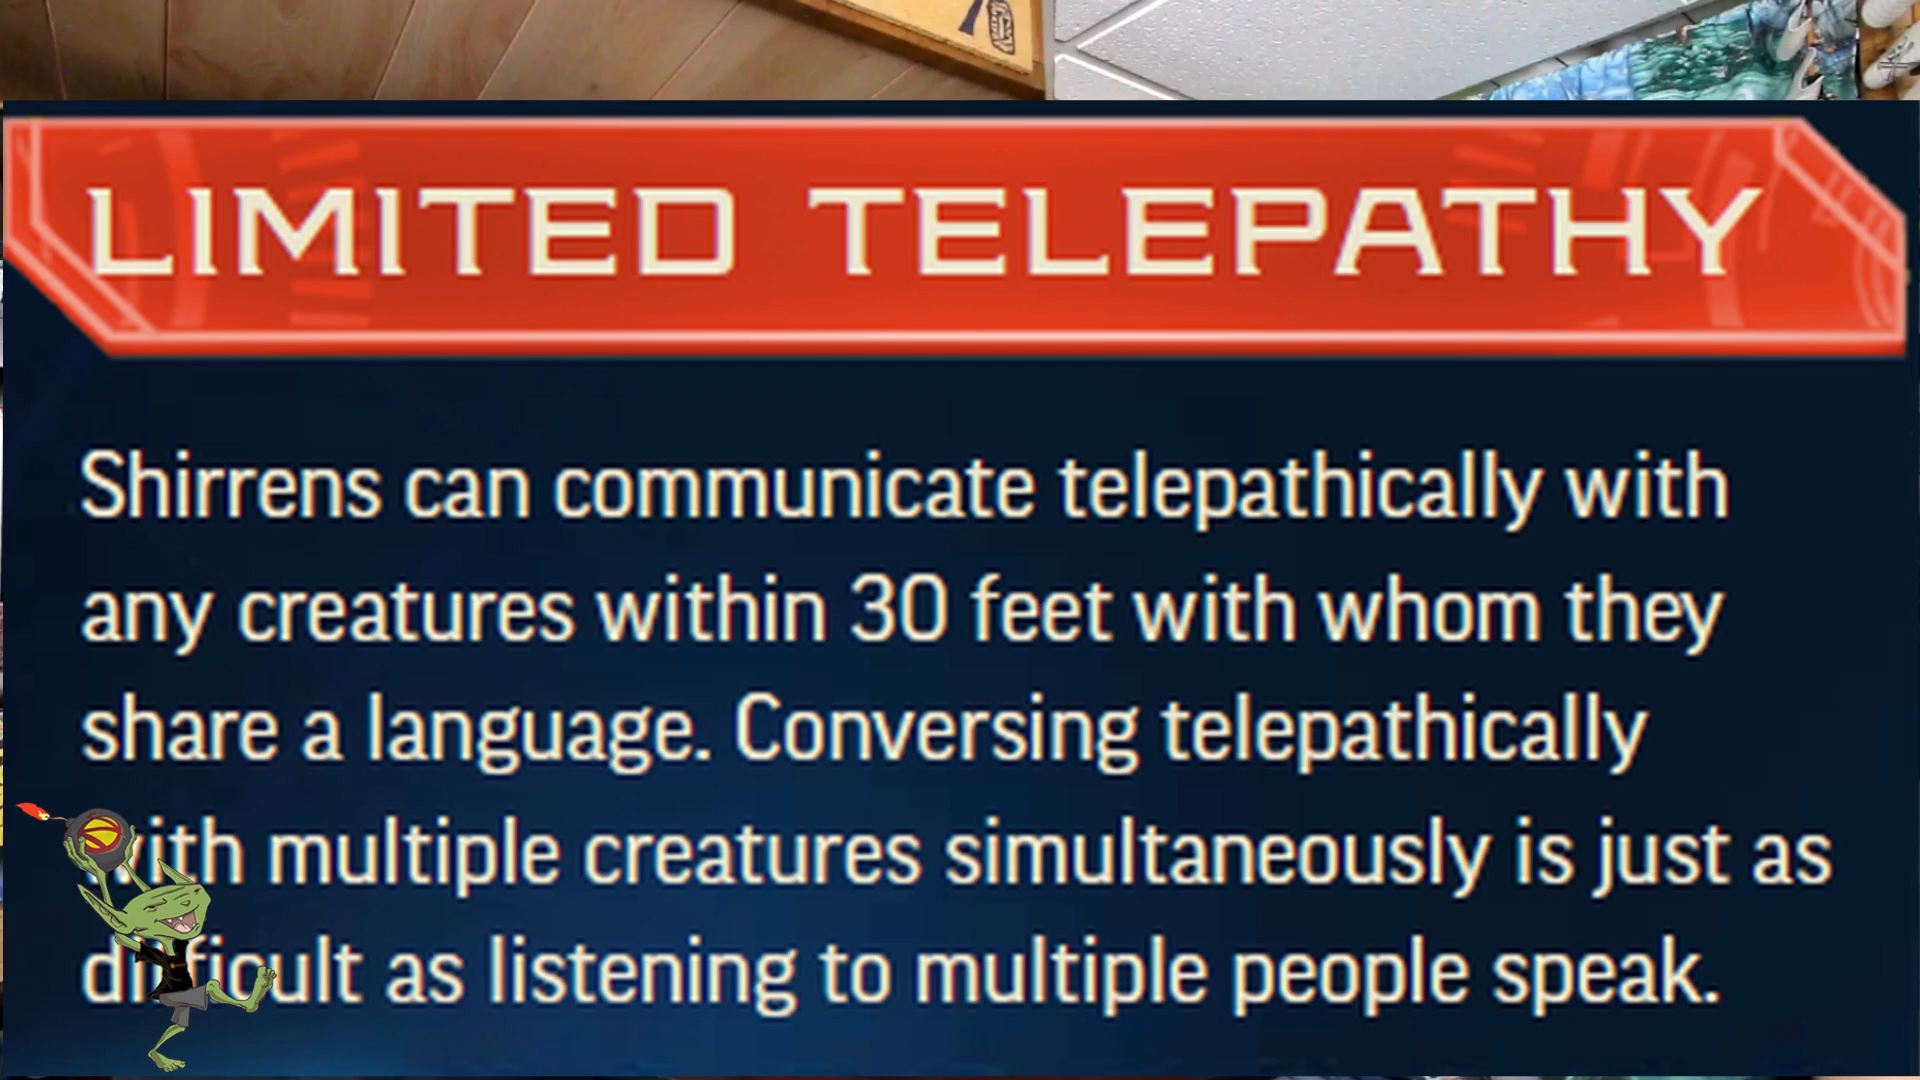 LIMITED TELEPATHY
Shirrens can communicate telepathically with
any creatures within 30 feet with whom they
share a language. Conversing telepathically
with multiple creatures simultaneously is just as
difficult as listening to multiple people speak.